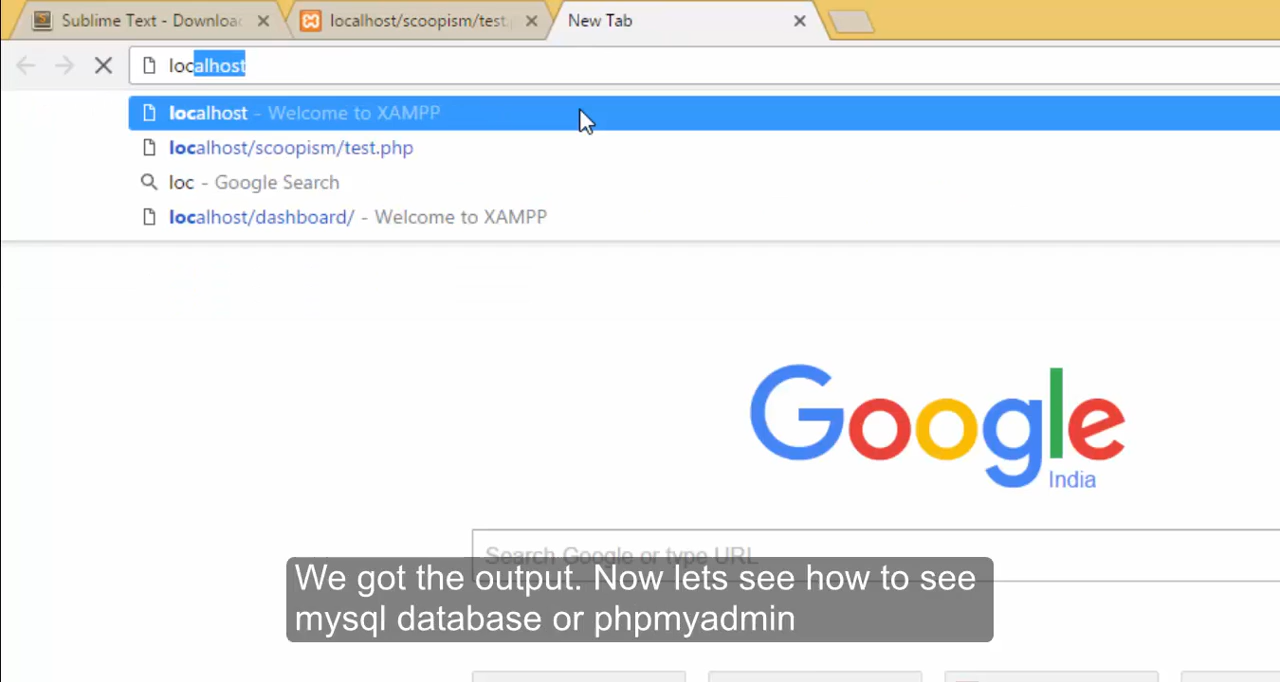 Sublime Text - Downloa
localhost/scoopism/test.
New Tab
localhost
localhost - Welcome to XAMPP
localhost/scoopism/test.php
loc - Google Search
localhost/dashboard/ - Welcome to XAMPP
Google
India
Search Google or type URL
We got the output. Now lets see how to see
mysql database or phpmyadmin